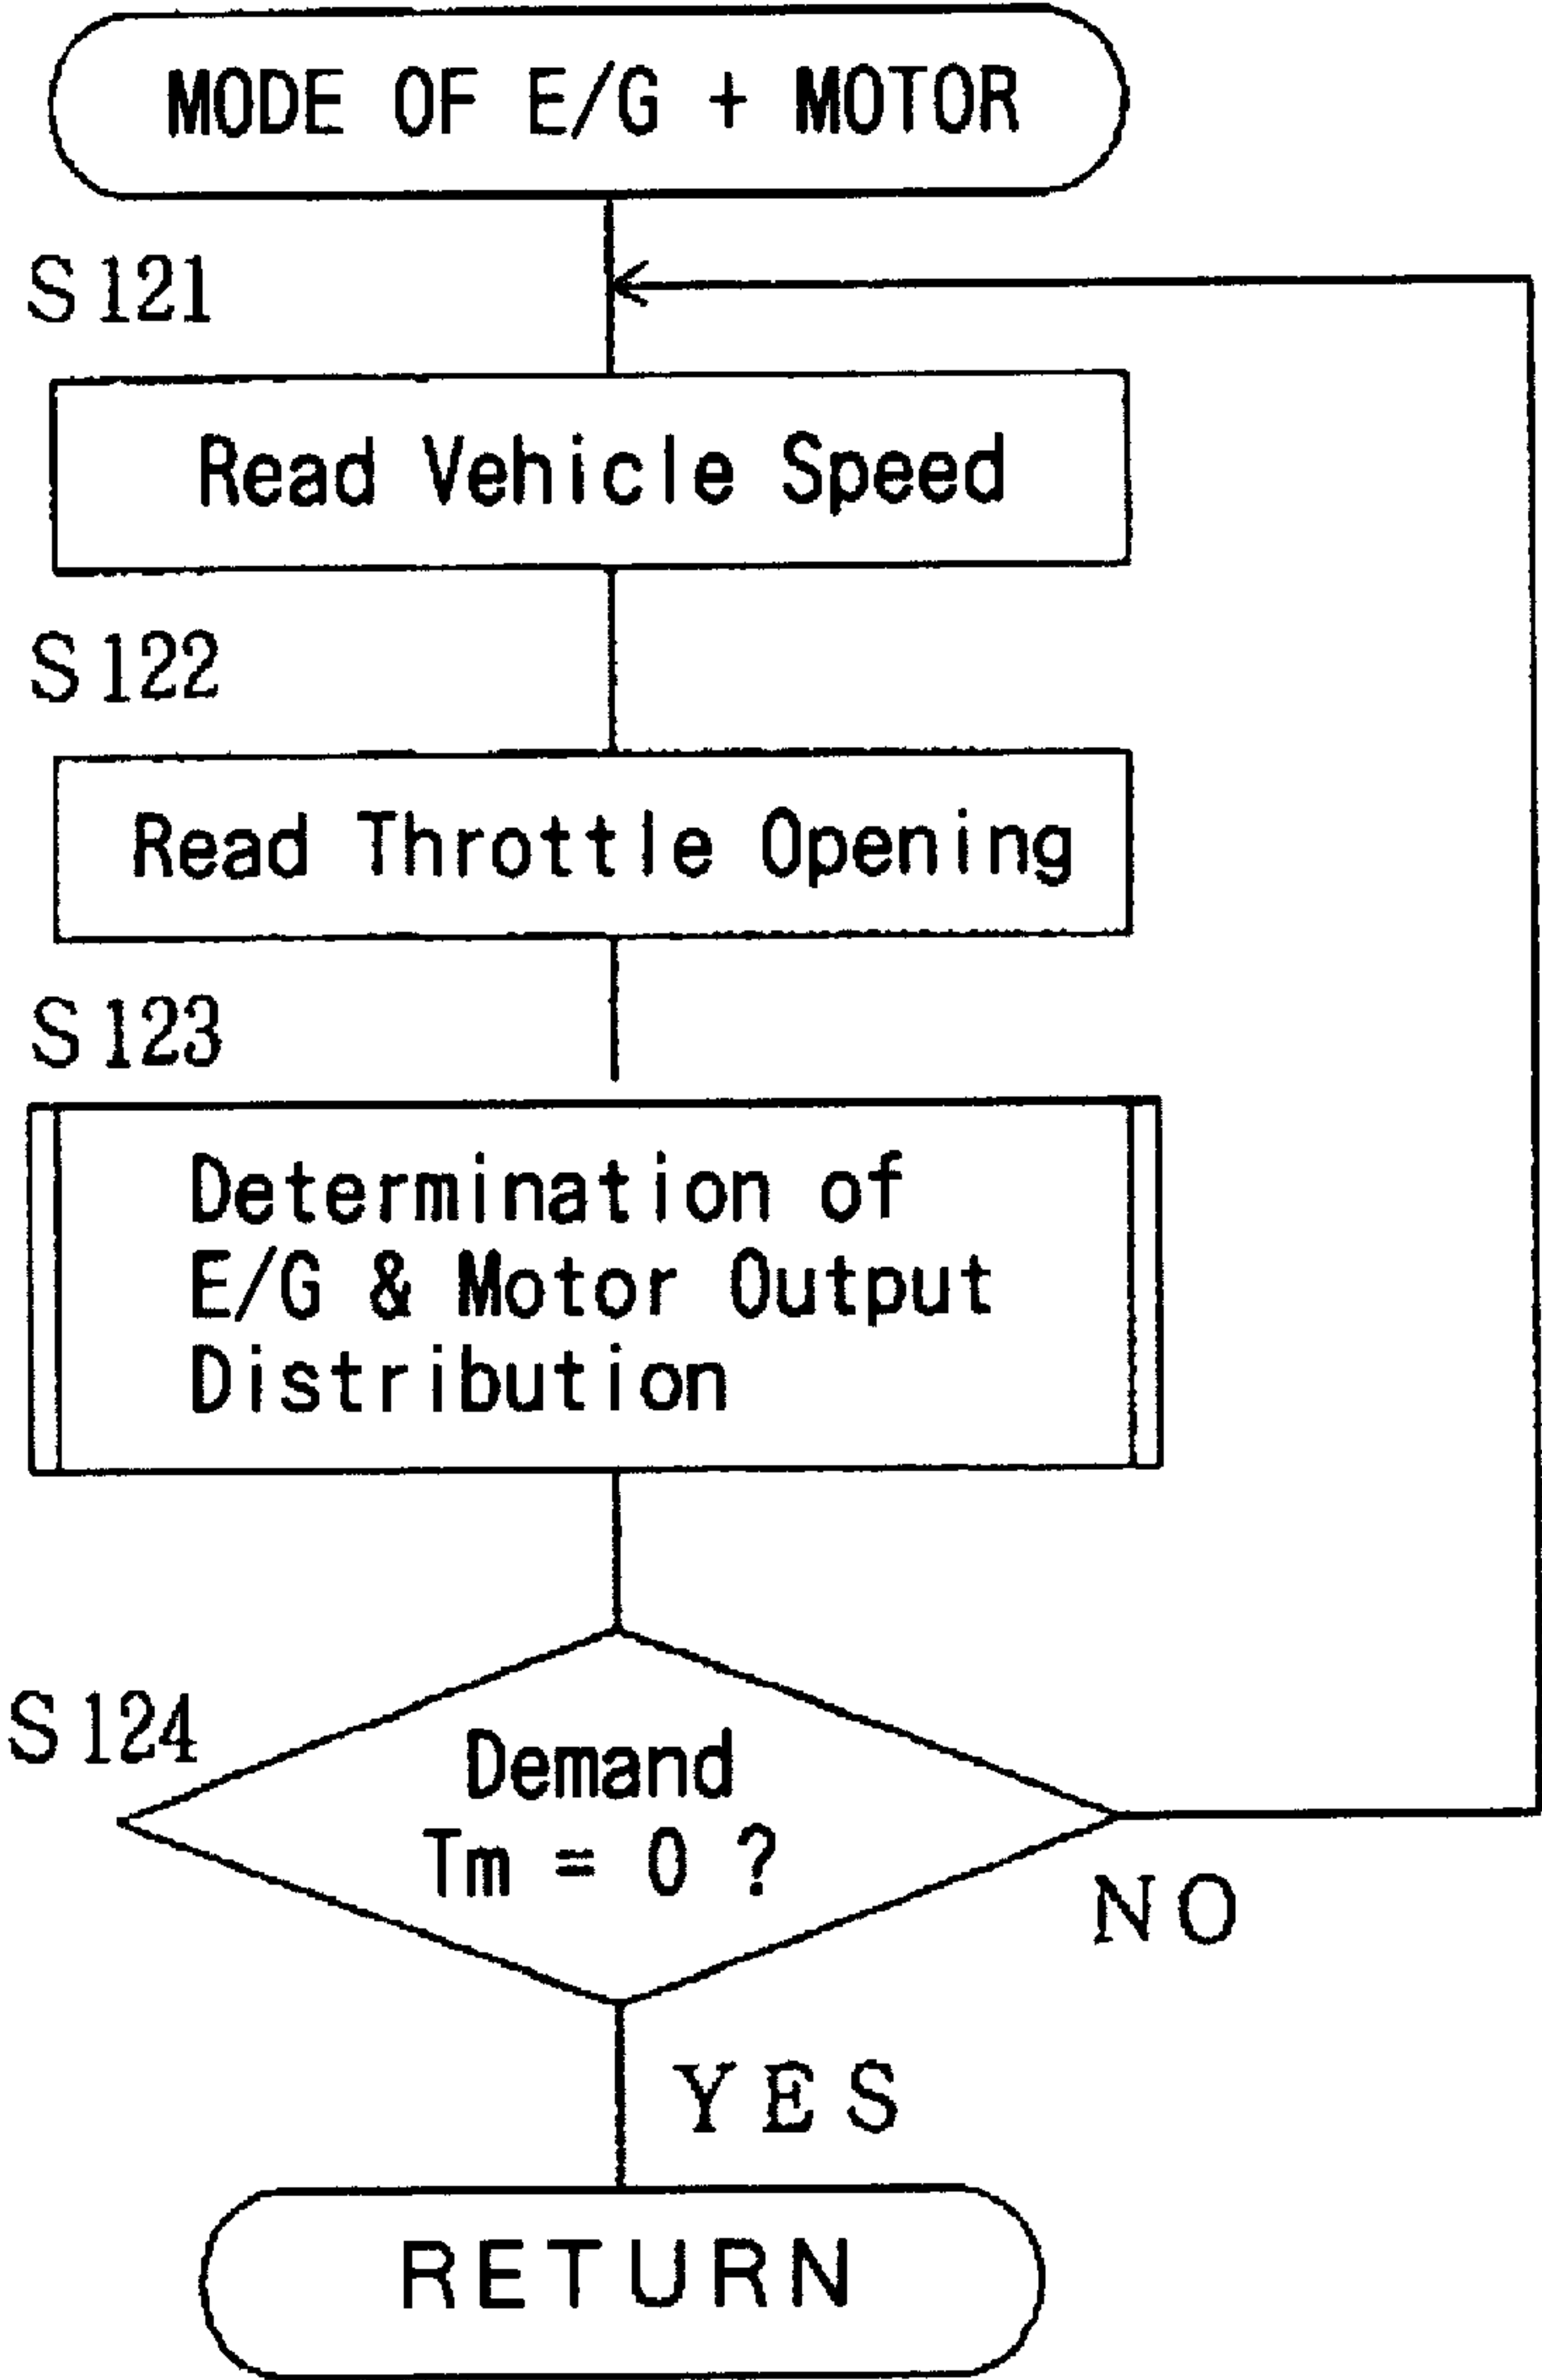 MODE OF E/G + MOTOR
S121
Read Vehicle Speed
S122
Read Throttle Opening
S123
Determination of
E/G & Motor Output
Distribution
S124
Demand
Tm = 0 ?
NO
YES
RETURN